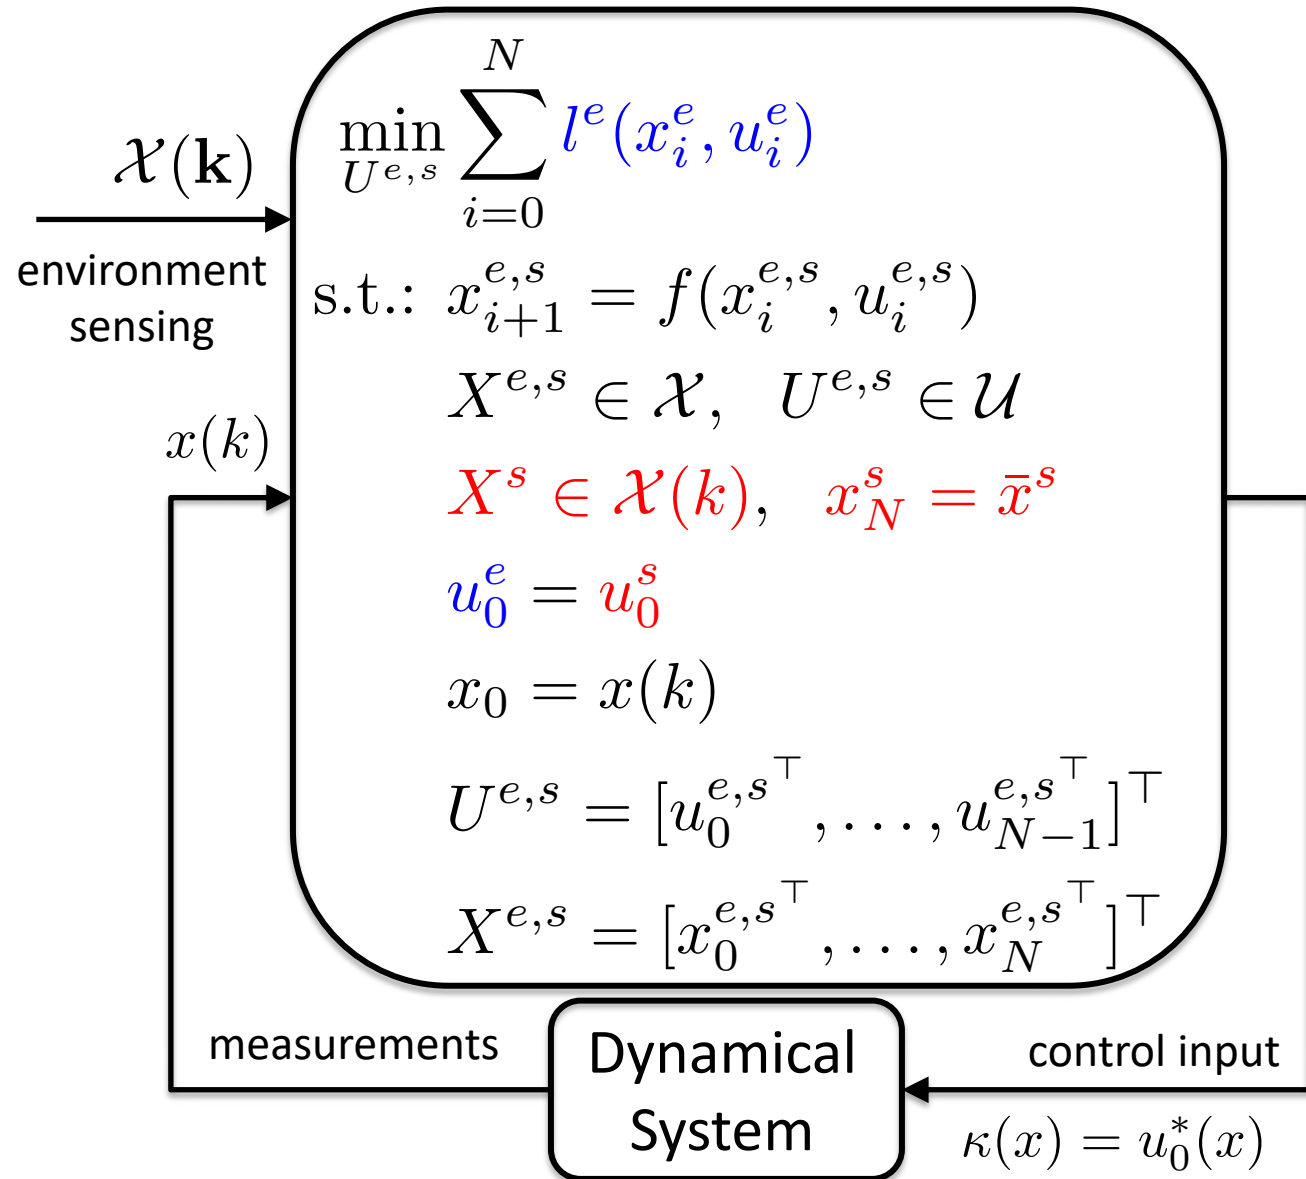 𝒳(𝐤)
environment
sensing
x(k)
min_{U^{e,s}} ∑_{i=0}^{N} l^e(x_i^e, u_i^e)
s.t.: x_{i+1}^{e,s} = f(x_i^{e,s}, u_i^{e,s})
X^{e,s} ∈ 𝒳, U^{e,s} ∈ 𝒰
X^s ∈ 𝒳(k), x_N^s = x̄^s
u_0^e = u_0^s
x_0 = x(k)
U^{e,s} = [u_0^{e,s⊤}, . . . , u_{N−1}^{e,s⊤}]^⊤
X^{e,s} = [x_0^{e,s⊤}, . . . , x_N^{e,s⊤}]^⊤
measurements
Dynamical
System
control input
κ(x) = u_0^*(x)